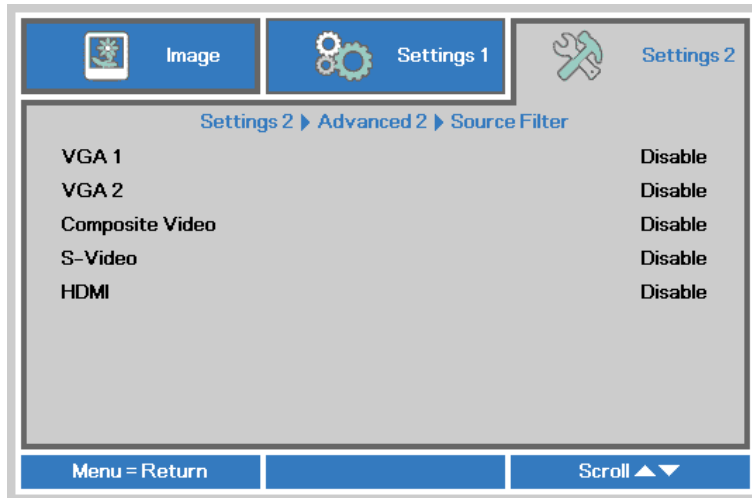 Image
Settings 1
Settings 2
Settings 2 ▶ Advanced 2 ▶ Source Filter
VGA 1 Disable
VGA 2 Disable
Composite Video Disable
S-Video Disable
HDMI Disable
Menu = Return
Scroll ▲▼